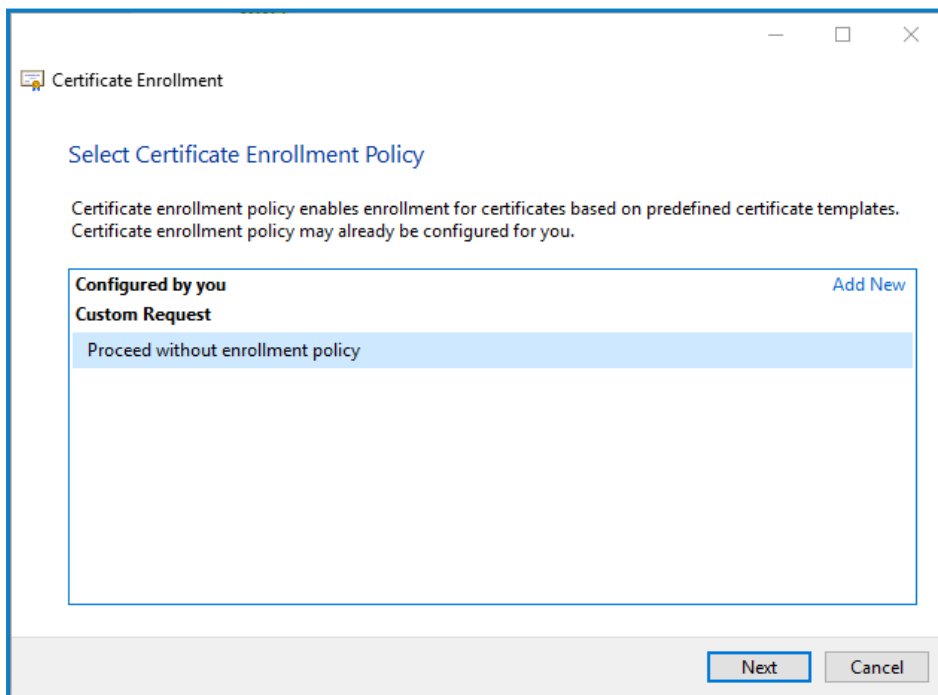 Certificate Enrollment
Select Certificate Enrollment Policy
Certificate enrollment policy enables enrollment for certificates based on predefined certificate templates.
Certificate enrollment policy may already be configured for you.
Configured by you Add New
Custom Request
Proceed without enrollment policy
Next Cancel